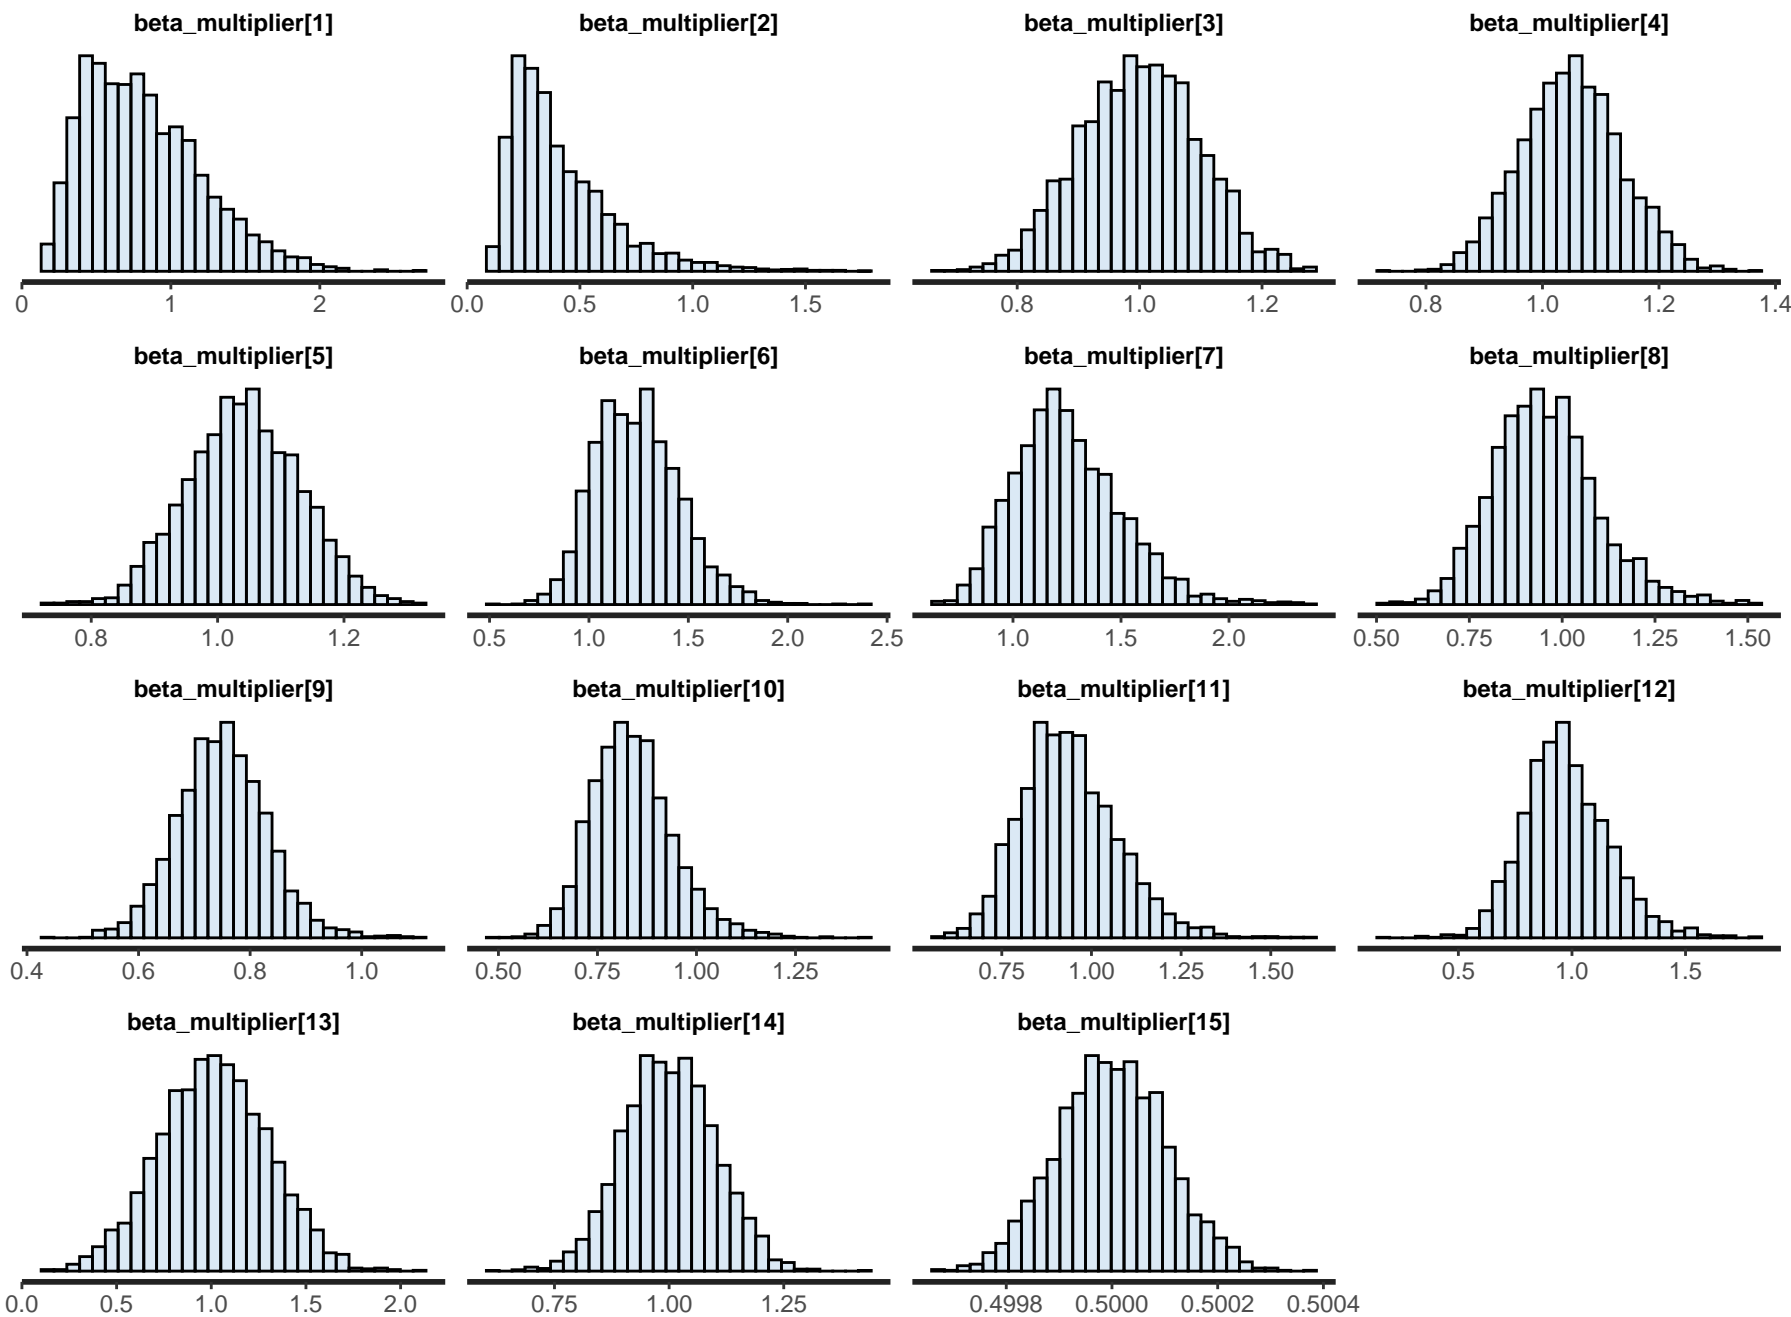 beta_multiplier[1] beta_multiplier[2] beta_multiplier[3] beta_multiplier[4]
0 1 2 0.0 0.5 1.0 1.5 0.8 1.0 1.2 0.8 1.0 1.2 1.4
beta_multiplier[5] beta_multiplier[6] beta_multiplier[7] beta_multiplier[8]
0.8 1.0 1.2 0.5 1.0 1.5 2.0 2.5 1.0 1.5 2.0 0.50 0.75 1.00 1.25 1.50
beta_multiplier[9] beta_multiplier[10] beta_multiplier[11] beta_multiplier[12]
0.4 0.6 0.8 1.0 0.50 0.75 1.00 1.25 0.75 1.00 1.25 1.50 0.5 1.0 1.5
beta_multiplier[13] beta_multiplier[14] beta_multiplier[15]
0.0 0.5 1.0 1.5 2.0 0.75 1.00 1.25 0.4998 0.5000 0.5002 0.5004